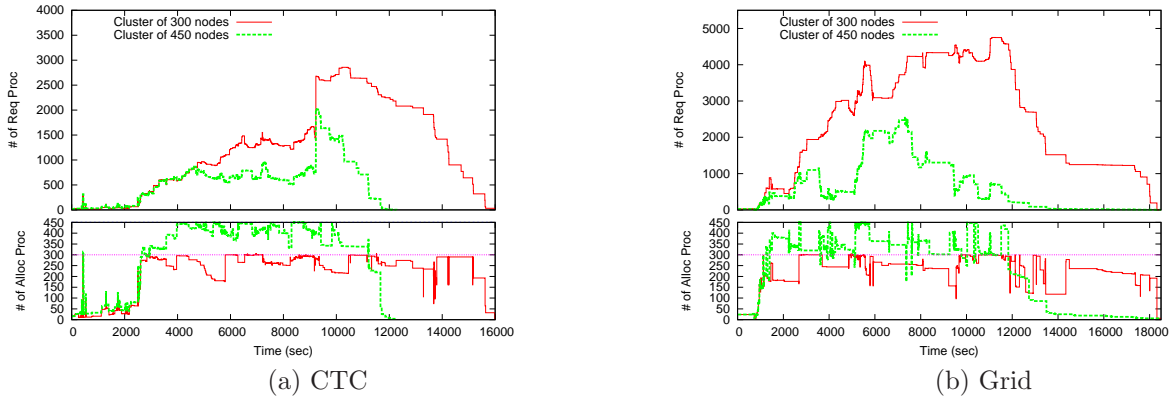 Cluster of 300 nodes
Cluster of 450 nodes
# of Req Proc
4000
3500
3000
2500
2000
1500
1000
500
0
# of Alloc Proc
450
400
350
300
250
200
150
100
50
0
0 2000 4000 6000 8000 10000 12000 14000 16000
Time (sec)
(a) CTC
Cluster of 300 nodes
Cluster of 450 nodes
# of Req Proc
5000
4000
3000
2000
1000
0
# of Alloc Proc
450
400
350
300
250
200
150
100
50
0
0 2000 4000 6000 8000 10000 12000 14000 16000 18000
Time (sec)
(b) Grid